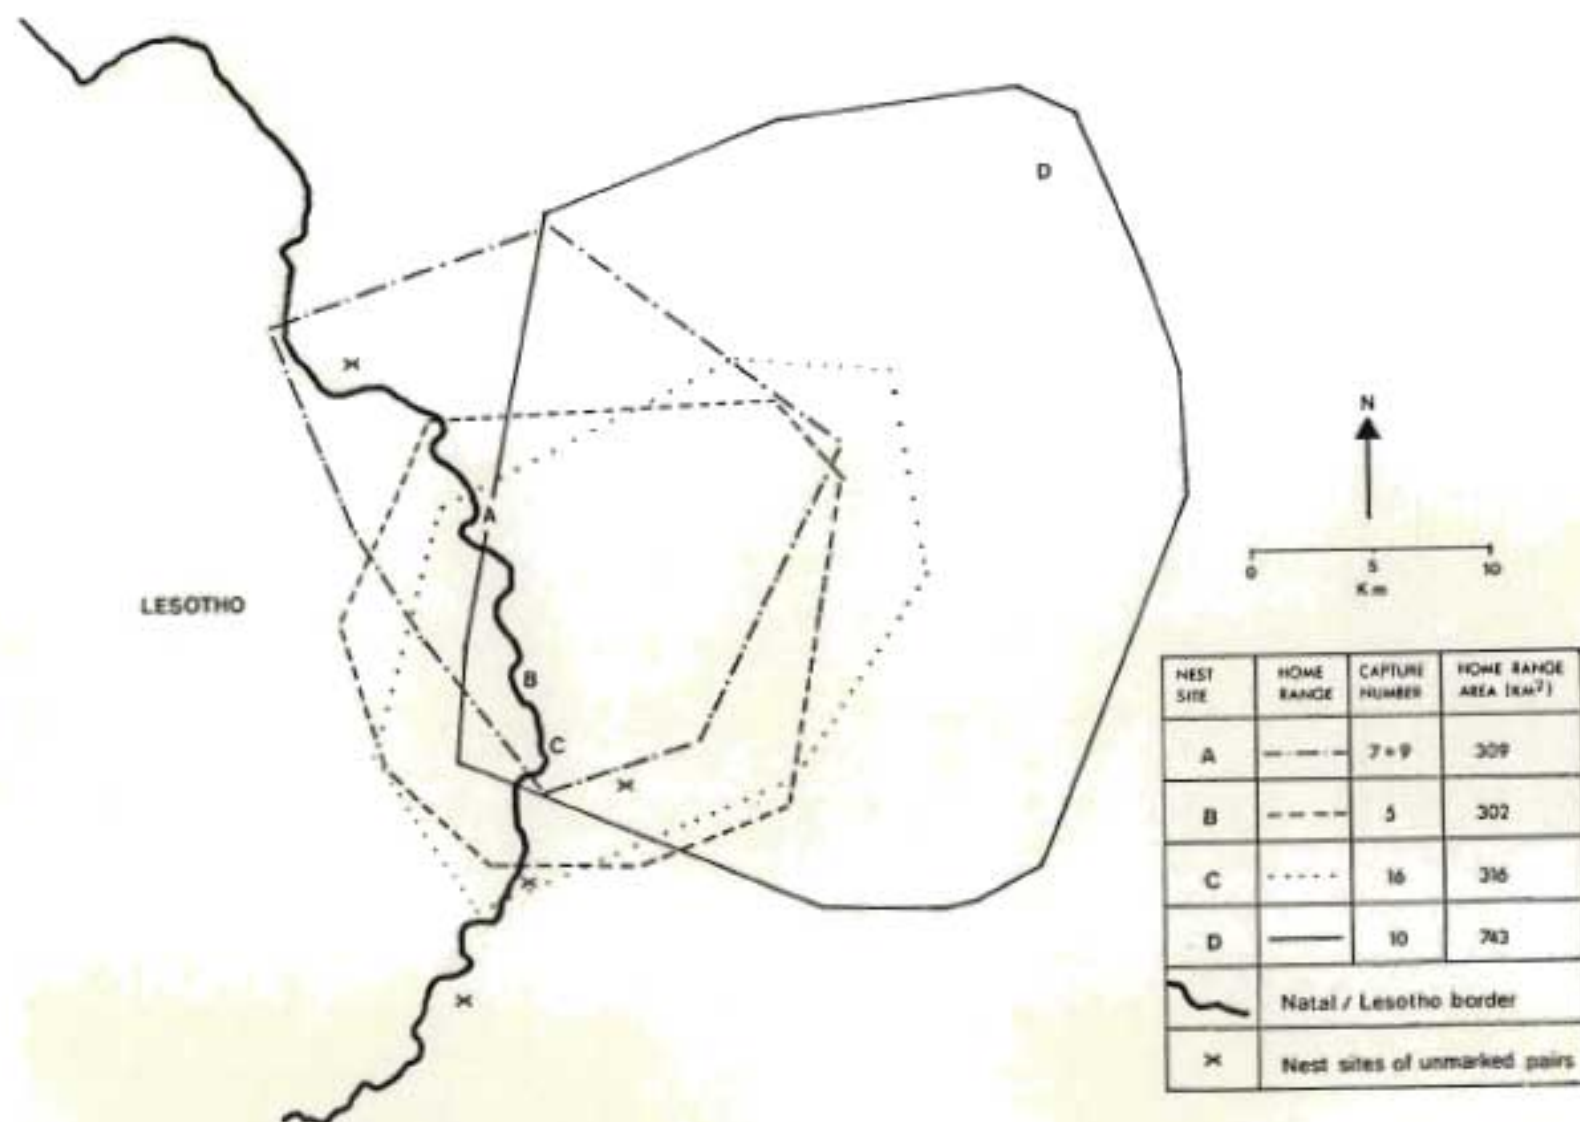 D
N
A
0 5 10
Km
LESOTHO
B
C
NEST SITE HOME RANGE CAPTURE NUMBER HOME RANGE AREA (KM²)
A 7+9 309
B 5 302
C 16 316
D 10 743
Natal / Lesotho border
Nest sites of unmarked pairs